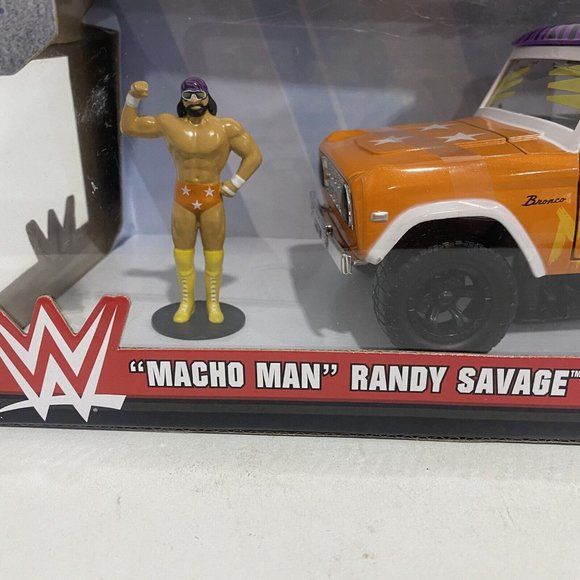 Bronco
W
"MACHO MAN" RANDY SAVAGE™